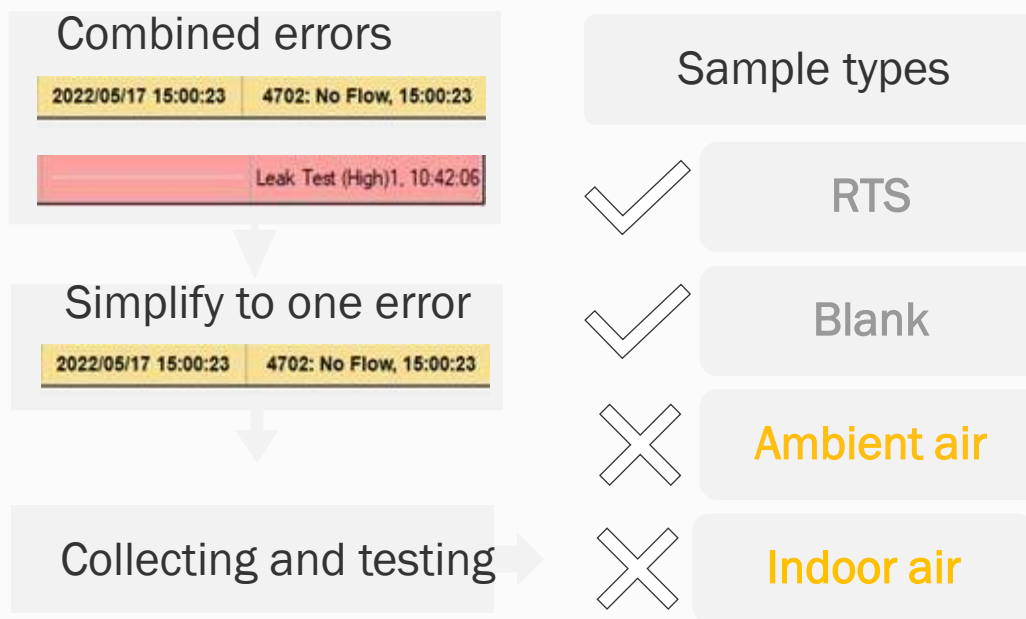 Combined errors
2022/05/17 15:00:23 4702: No Flow, 15:00:23
Leak Test (High)1, 10:42:06
Simplify to one error
2022/05/17 15:00:23 4702: No Flow, 15:00:23
Collecting and testing
Sample types
RTS
Blank
Ambient air
Indoor air